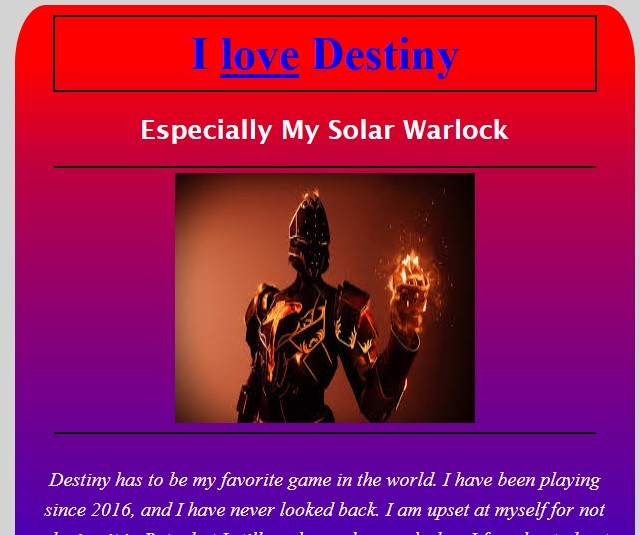 I love Destiny
Especially My Solar Warlock
Destiny has to be my favorite game in the world. I have been playing
since 2016, and I have never looked back. I am upset at myself for not